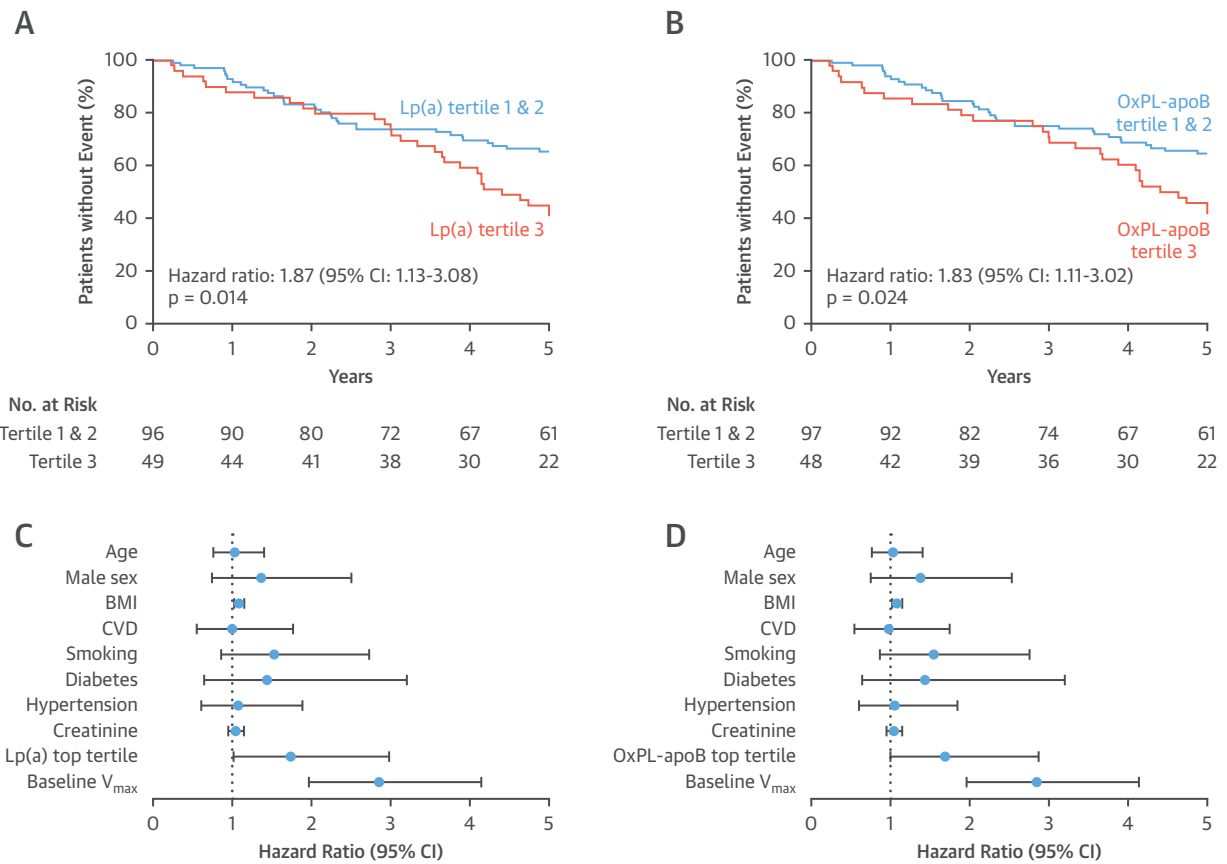 A
100
80
60
40
20
0
Patients without Event (%)
Lp(a) tertile 1 & 2
Lp(a) tertile 3
Hazard ratio: 1.87 (95% CI: 1.13-3.08)
p = 0.014
0 1 2 3 4 5
Years
No. at Risk
Tertile 1 & 2 96 90 80 72 67 61
Tertile 3 49 44 41 38 30 22
B
100
80
60
40
20
0
Patients without Event (%)
OxPL-apoB
tertile 1 & 2
OxPL-apoB
tertile 3
Hazard ratio: 1.83 (95% CI: 1.11-3.02)
p = 0.024
0 1 2 3 4 5
Years
No. at Risk
Tertile 1 & 2 97 92 82 74 67 61
Tertile 3 48 42 39 36 30 22
C
Age
Male sex
BMI
CVD
Smoking
Diabetes
Hypertension
Creatinine
Lp(a) top tertile
Baseline Vmax
0 1 2 3 4 5
Hazard Ratio (95% CI)
D
Age
Male sex
BMI
CVD
Smoking
Diabetes
Hypertension
Creatinine
OxPL-apoB top tertile
Baseline Vmax
0 1 2 3 4 5
Hazard Ratio (95% CI)